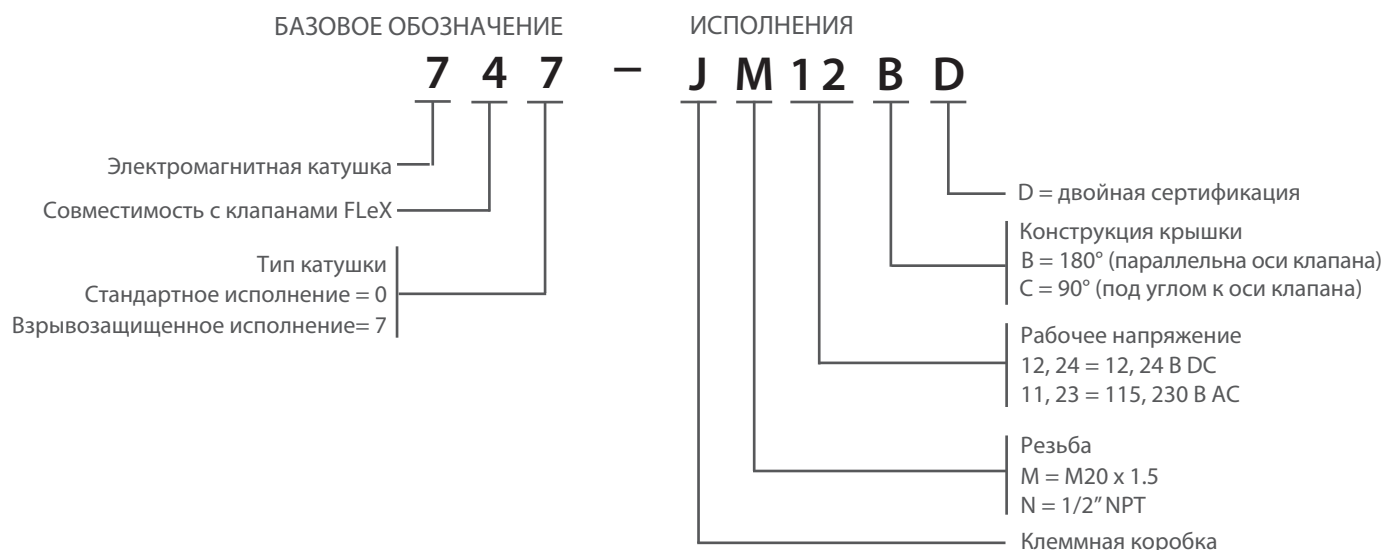 БАЗОВОЕ ОБОЗНАЧЕНИЕ
ИСПОЛНЕНИЯ
7 4 7 – J M 12 B D
Электромагнитная катушка
Совместимость с клапанами FLeX
Тип катушки
Стандартное исполнение = 0
Взрывозащищенное исполнение= 7
D = двойная сертификация
Конструкция крышки
B = 180° (параллельна оси клапана)
C = 90° (под углом к оси клапана)
Рабочее напряжение
12, 24 = 12, 24 В DC
11, 23 = 115, 230 В AC
Резьба
M = M20 x 1.5
N = 1/2” NPT
Клеммная коробка